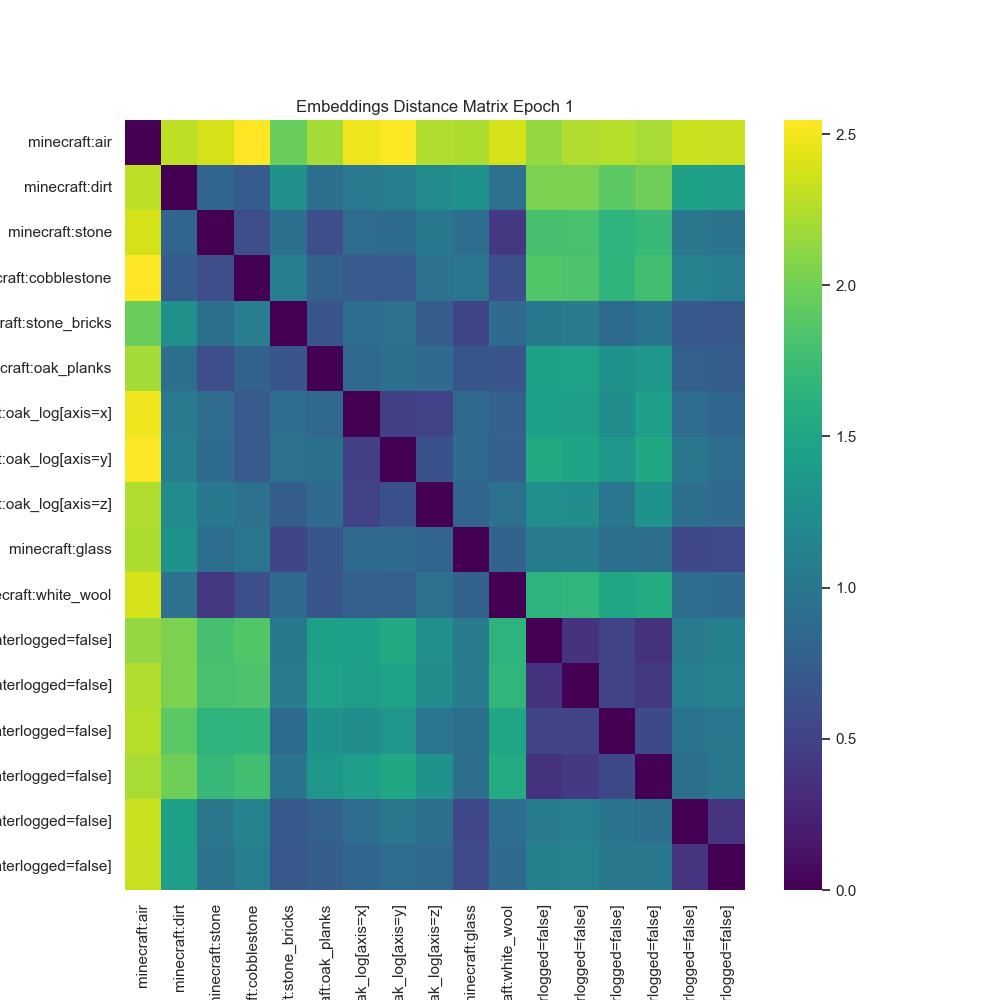 Embeddings Distance Matrix Epoch 1
minecraft:air
minecraft:dirt
minecraft:stone
craft:cobblestone
raft:stone_bricks
craft:oak_planks
t:oak_log[axis=x]
t:oak_log[axis=y]
t:oak_log[axis=z]
minecraft:glass
ecraft:white_wool
aterlogged=false]
aterlogged=false]
aterlogged=false]
aterlogged=false]
aterlogged=false]
aterlogged=false]
minecraft:air
minecraft:dirt
minecraft:stone
ft:cobblestone
t:stone_bricks
aft:oak_planks
ak_log[axis=x]
ak_log[axis=y]
ak_log[axis=z]
minecraft:glass
aft:white_wool
rlogged=false]
rlogged=false]
rlogged=false]
rlogged=false]
rlogged=false]
rlogged=false]
2.5
2.0
1.5
1.0
0.5
0.0